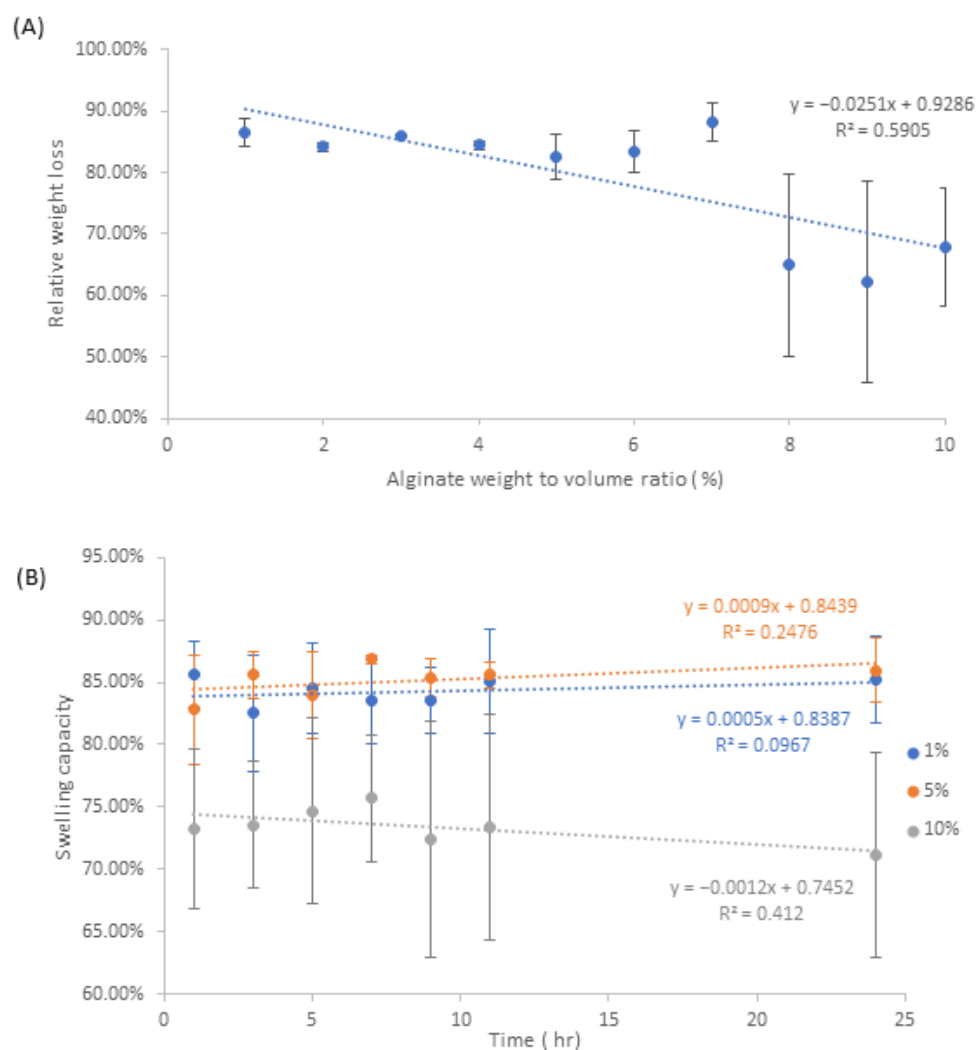 (A)
100.00%
90.00%
80.00%
70.00%
60.00%
50.00%
40.00%
Relative weight loss
y = −0.0251x + 0.9286
R² = 0.5905
0 2 4 6 8 10
Alginate weight to volume ratio ( %)
(B)
95.00%
90.00%
85.00%
80.00%
75.00%
70.00%
65.00%
60.00%
Swelling capacity
y = 0.0009x + 0.8439
R² = 0.2476
y = 0.0005x + 0.8387
R² = 0.0967
1%
5%
10%
y = −0.0012x + 0.7452
R² = 0.412
0 5 10 15 20 25
Time ( hr)